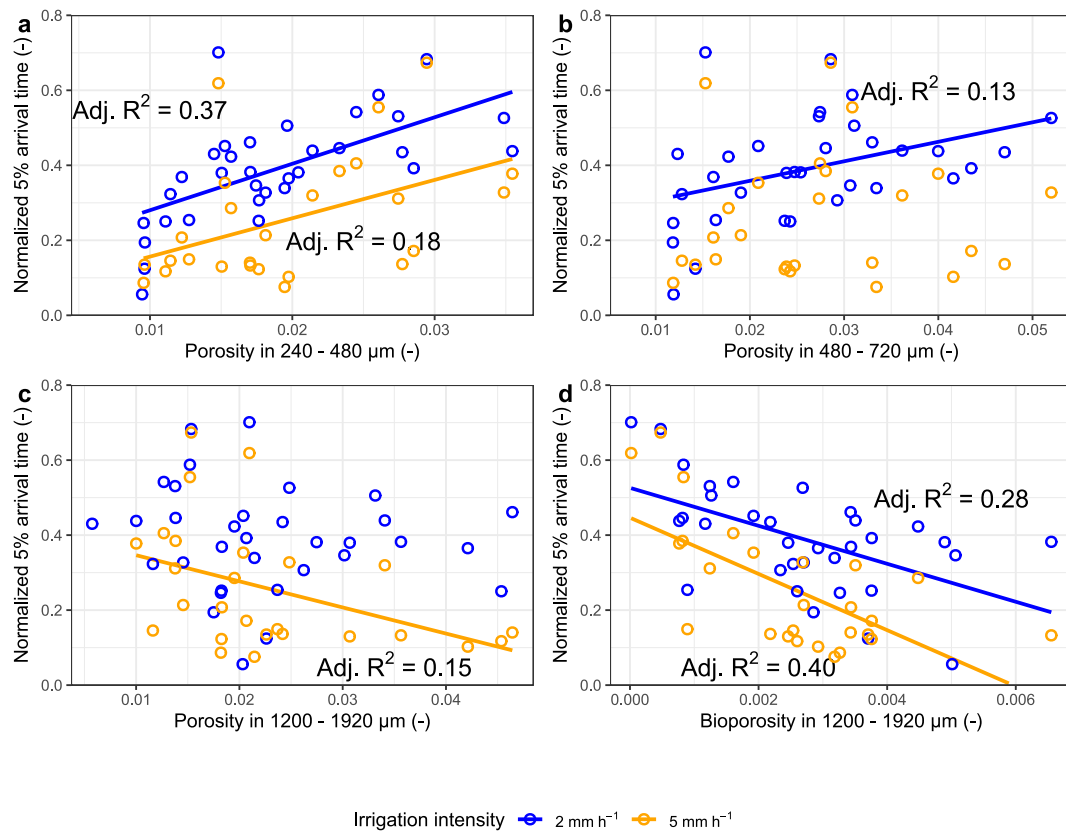 a
Normalized 5% arrival time (-)
0.8
0.6
0.4
0.2
0.0
Adj. R² = 0.37
Adj. R² = 0.18
0.01 0.02 0.03
Porosity in 240 - 480 μm (-)
b
Normalized 5% arrival time (-)
0.8
0.6
0.4
0.2
0.0
Adj. R² = 0.13
0.01 0.02 0.03 0.04 0.05
Porosity in 480 - 720 μm (-)
c
Normalized 5% arrival time (-)
0.8
0.6
0.4
0.2
0.0
Adj. R² = 0.15
0.01 0.02 0.03 0.04
Porosity in 1200 - 1920 μm (-)
d
Normalized 5% arrival time (-)
0.8
0.6
0.4
0.2
0.0
Adj. R² = 0.28
Adj. R² = 0.40
0.000 0.002 0.004 0.006
Bioporosity in 1200 - 1920 μm (-)
Irrigation intensity 2 mm h⁻¹ 5 mm h⁻¹